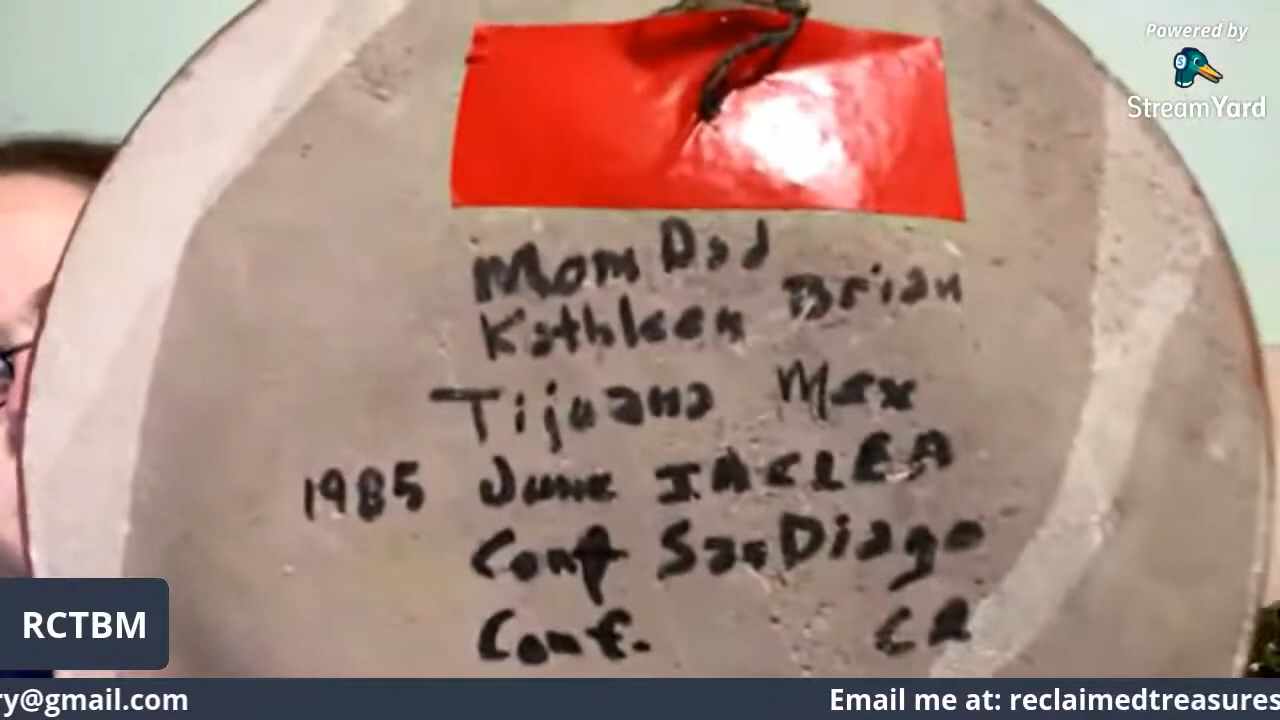 Powered by
StreamYard
Mom Dad
Kathleen Brian
Tijuana Mex
1985 June IACLEA
Conf San Diago
Conf. CA
RCTBM
ry@gmail.com Email me at: reclaimedtreasures